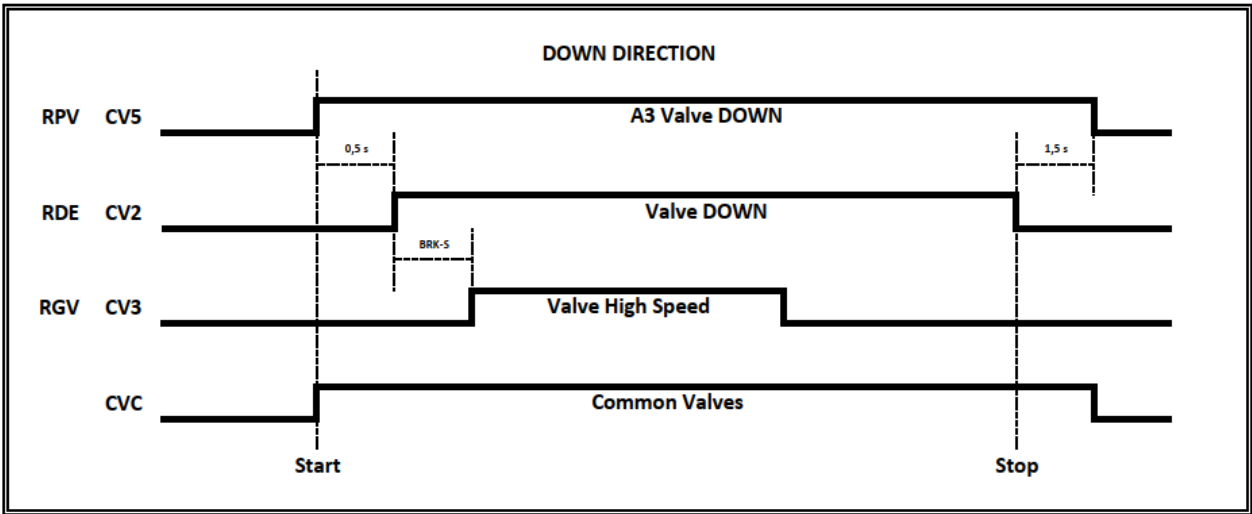 DOWN DIRECTION
RPV CV5
A3 Valve DOWN
0,5 s
1,5 s
RDE CV2
Valve DOWN
BRK-S
RGV CV3
Valve High Speed
CVC
Common Valves
Start
Stop